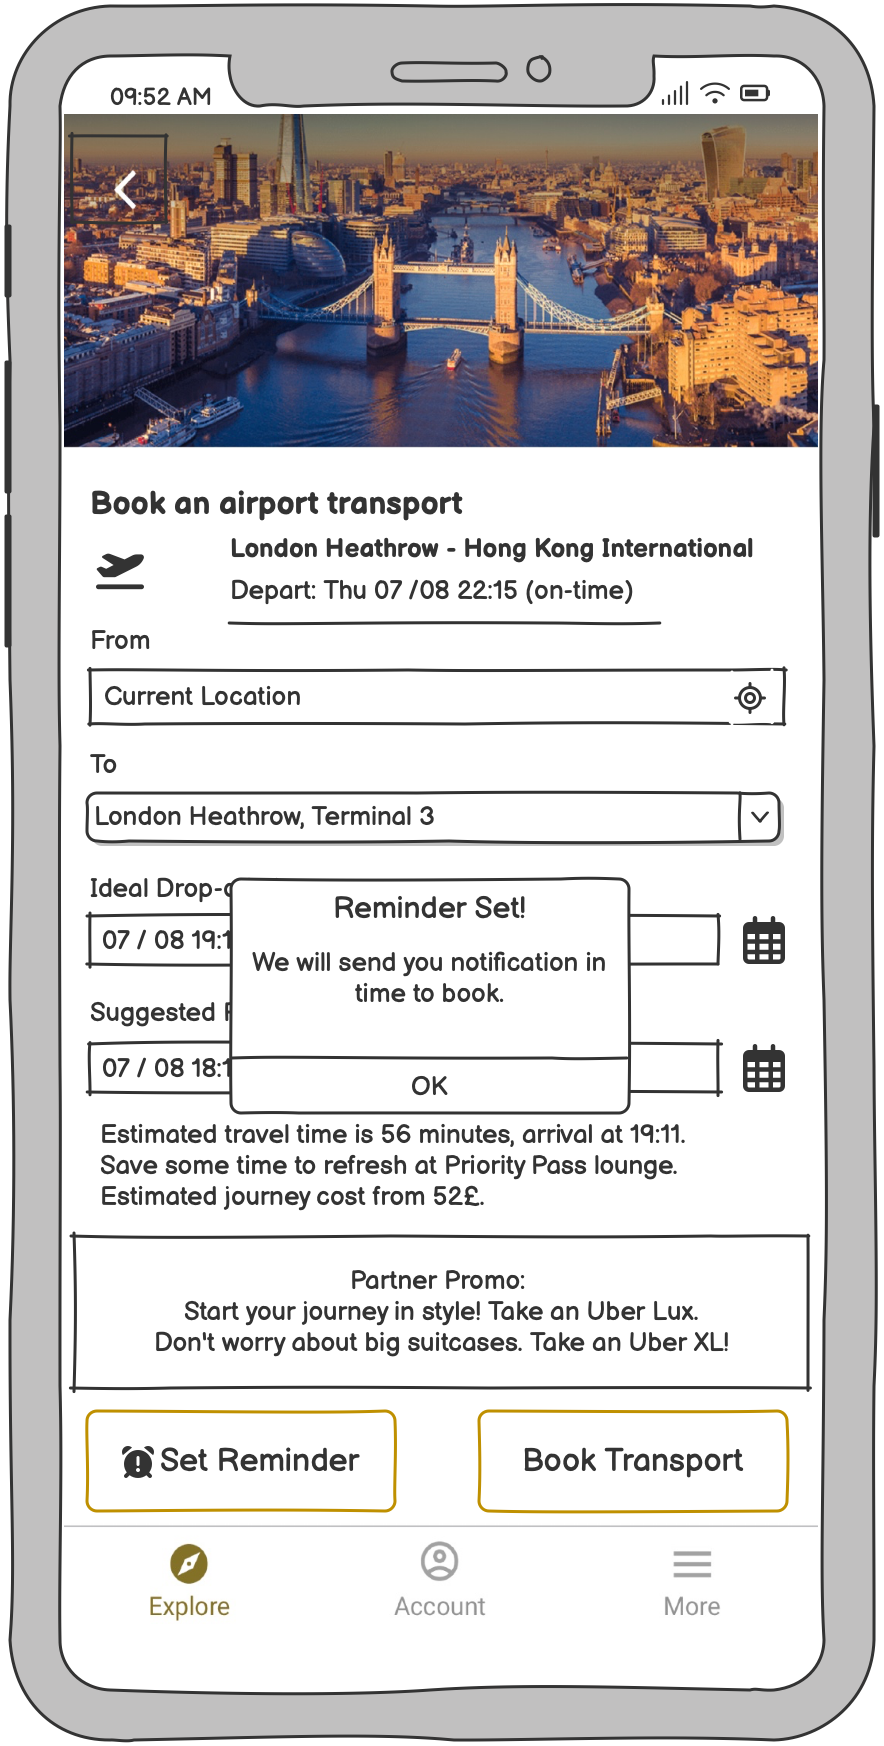 09:52 AM
Book an airport transport
London Heathrow - Hong Kong International
Depart: Thu 07 /08 22:15 (on-time)
From
Current Location
To
London Heathrow, Terminal 3
Ideal
07 / 08
Suggested
07 / 08
Reminder Set!
We will send you notification in
time to book.
OK
Estimated travel time is 56 minutes, arrival at 19:11.
Save some time to refresh at Priority Pass lounge.
Estimated journey cost from 52£.
Partner Promo:
Start your journey in style! Take an Uber Lux.
Don't worry about big suitcases. Take an Uber XL!
Set Reminder
Book Transport
Explore
Account
More